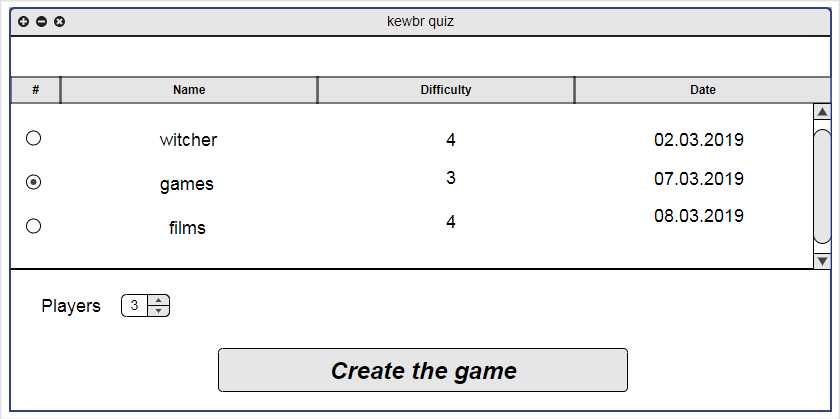 kewbr quiz
# Name Difficulty Date
witcher 4 02.03.2019
games 3 07.03.2019
films 4 08.03.2019
Players 3
Create the game